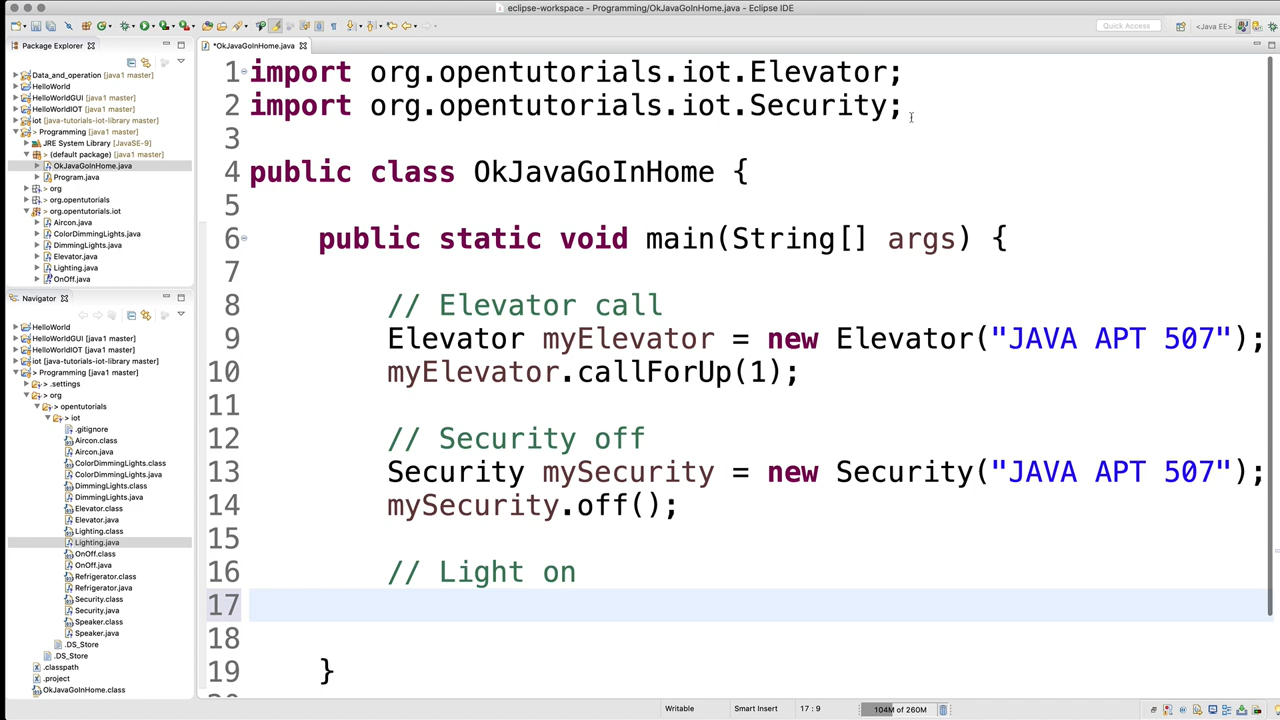 eclipse-workspace - Programming/OkJavaGoInHome.java - Eclipse IDE
Quick Access
<Java EE>
Package Explorer
Data_and_operation [java1 master]
HelloWorld
HelloWorldGUI [java1 master]
HelloWorldIOT [java1 master]
iot [java-tutorials-iot-library master]
> Programming [java1 master]
JRE System Library [JavaSE-9]
> (default package) [java1 master]
OkJavaGoInHome.java
Program.java
> org
> org.opentutorials
org.opentutorials.iot
Aircon.java
ColorDimmingLights.java
DimmingLights.java
Elevator.java
Lighting.java
OnOff.java
Navigator
HelloWorld
HelloWorldGUI [java1 master]
HelloWorldIOT [java1 master]
iot [java-tutorials-iot-library master]
> Programming [java1 master]
> .settings
> org
> opentutorials
> iot
.gitignore
Aircon.class
Aircon.java
ColorDimmingLights.class
ColorDimmingLights.java
DimmingLights.class
DimmingLights.java
Elevator.class
Elevator.java
Lighting.class
Lighting.java
OnOff.class
OnOff.java
Refrigerator.class
Refrigerator.java
Security.class
Security.java
Speaker.class
Speaker.java
.DS_Store
.DS_Store
.classpath
.project
OkJavaGoInHome.class
*OkJavaGoInHome.java
1 import org.opentutorials.iot.Elevator;
2 import org.opentutorials.iot.Security;
3
4 public class OkJavaGoInHome {
5
6 public static void main(String[] args) {
7
8 // Elevator call
9 Elevator myElevator = new Elevator("JAVA APT 507");
10 myElevator.callForUp(1);
11
12 // Security off
13 Security mySecurity = new Security("JAVA APT 507");
14 mySecurity.off();
15
16 // Light on
17
18
19 }
Writable
Smart Insert
17 : 9
104M of 260M